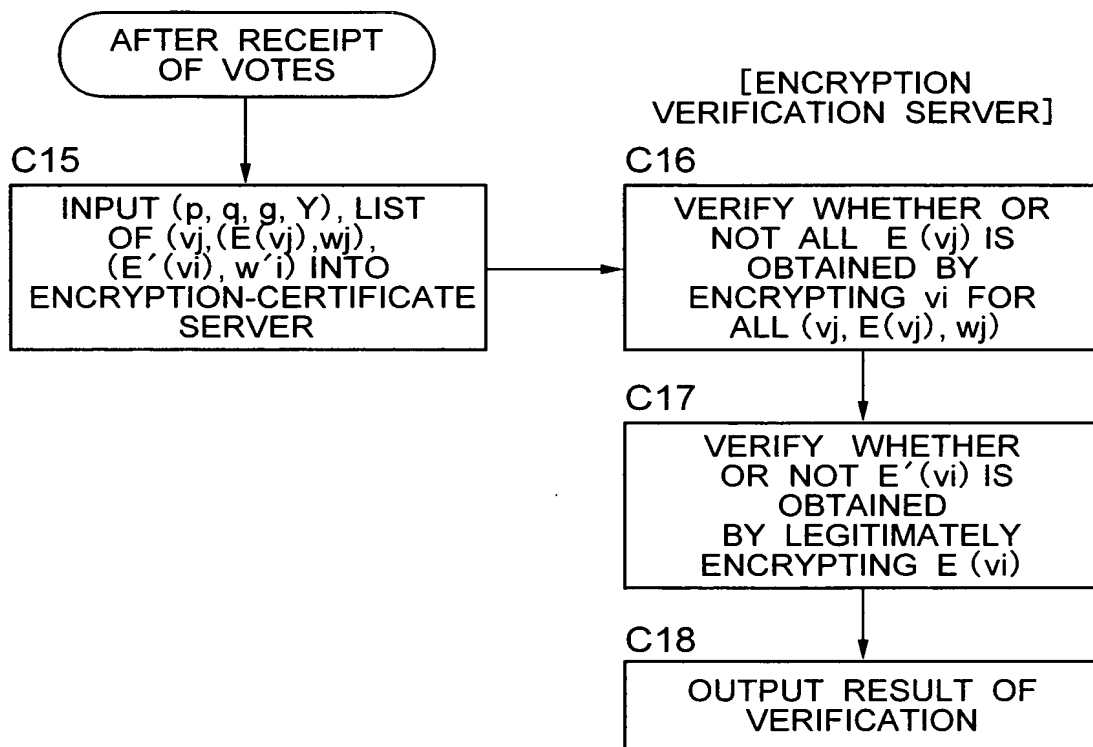 AFTER RECEIPT
OF VOTES
[ENCRYPTION
VERIFICATION SERVER]
C15
INPUT (p, q, g, Y), LIST
OF (vj, (E(vj),wj),
(E′(vi), w′i) INTO
ENCRYPTION-CERTIFICATE
SERVER
C16
VERIFY WHETHER OR
NOT ALL E (vj) IS
OBTAINED BY
ENCRYPTING vi FOR
ALL (vj, E(vj), wj)
C17
VERIFY WHETHER
OR NOT E′(vi) IS
OBTAINED
BY LEGITIMATELY
ENCRYPTING E (vi)
C18
OUTPUT RESULT OF
VERIFICATION